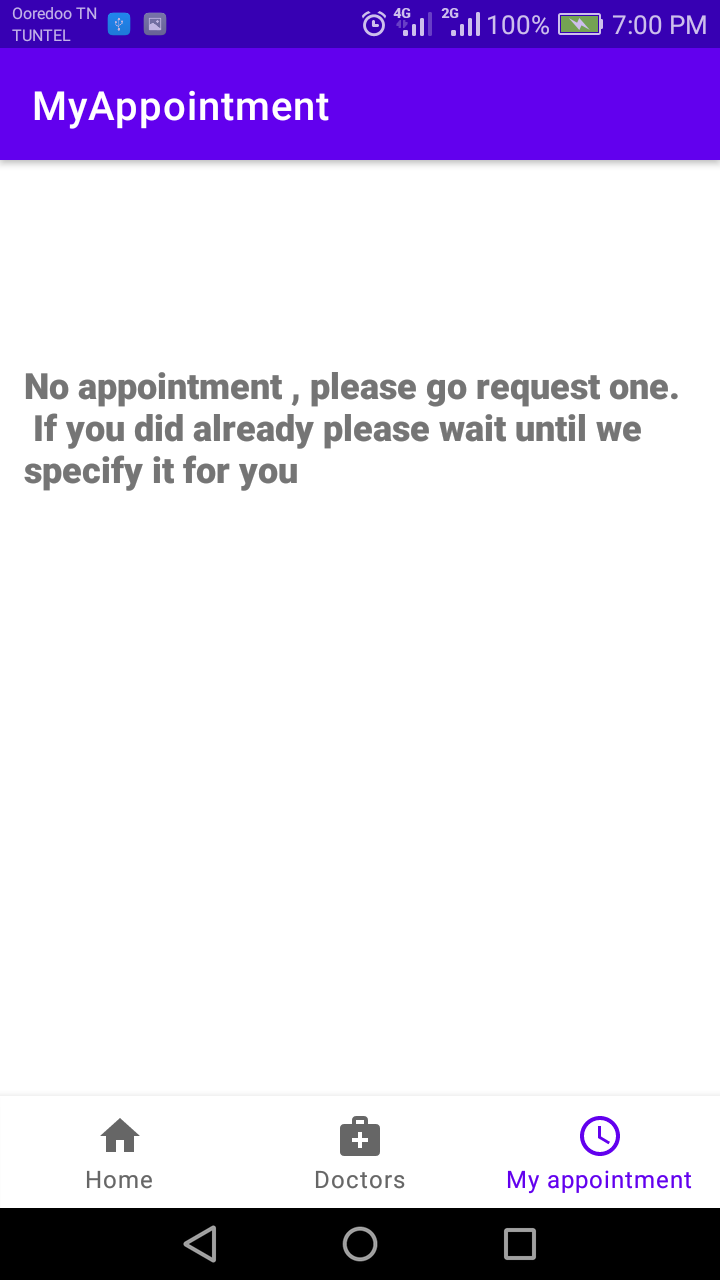 Ooredoo TN
TUNTEL
4G
2G
100%
7:00 PM
MyAppointment
No appointment , please go request one.
If you did already please wait until we
specify it for you
Home
Doctors
My appointment